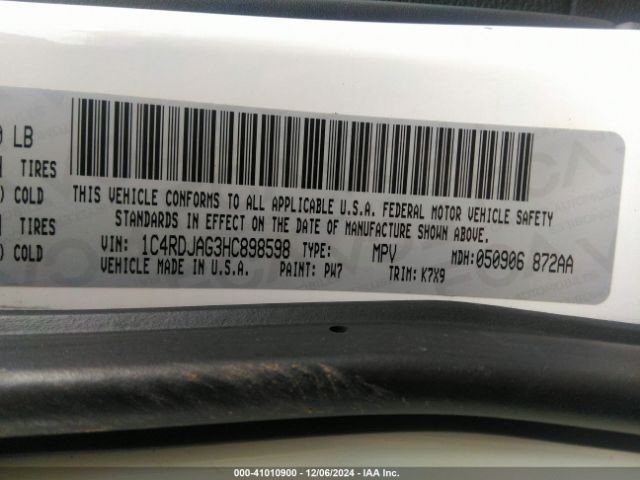 LB
TIRES
) COLD
TIRES
) COLD
THIS VEHICLE CONFORMS TO ALL APPLICABLE U.S.A. FEDERAL MOTOR VEHICLE SAFETY
STANDARDS IN EFFECT ON THE DATE OF MANUFACTURE SHOWN ABOVE.
VIN: 1C4RDJAG3HC898598 TYPE: MPV MDH: 050906 872AA
VEHICLE MADE IN U.S.A. PAINT: PW7 TRIM: K7X9
000-41010900 - 12/06/2024 - IAA Inc.